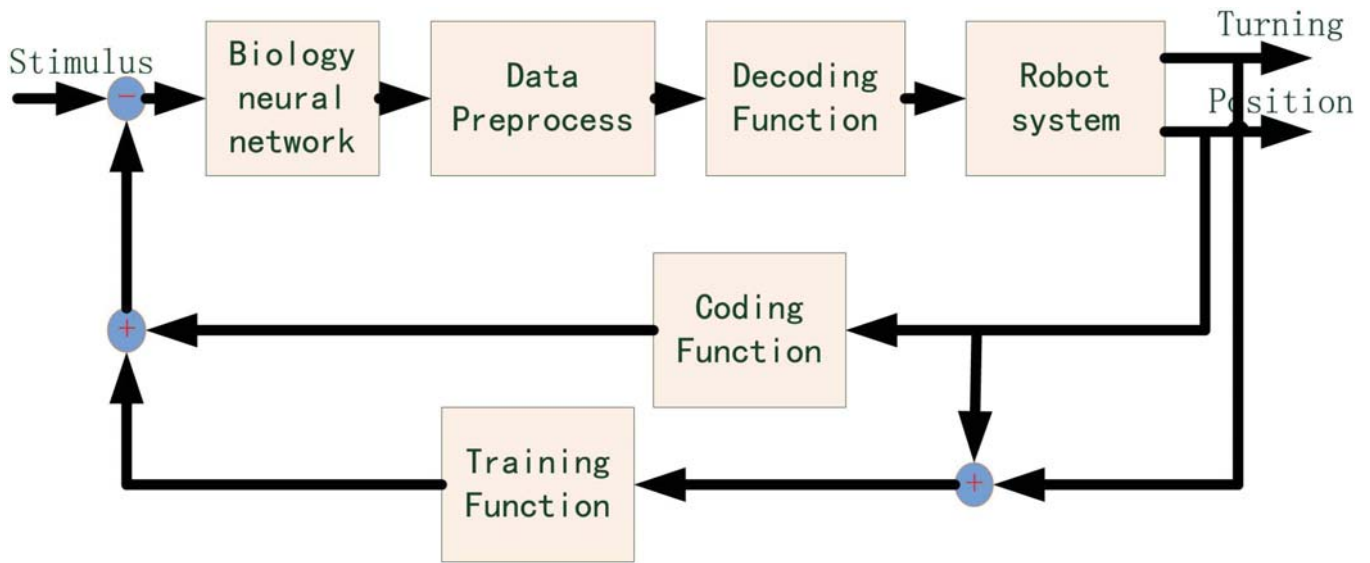 Turning
Stimulus
Biology
neural
network
Data
Preprocess
Decoding
Function
Robot
system
Position
-
Coding
Function
+
Training
Function
+